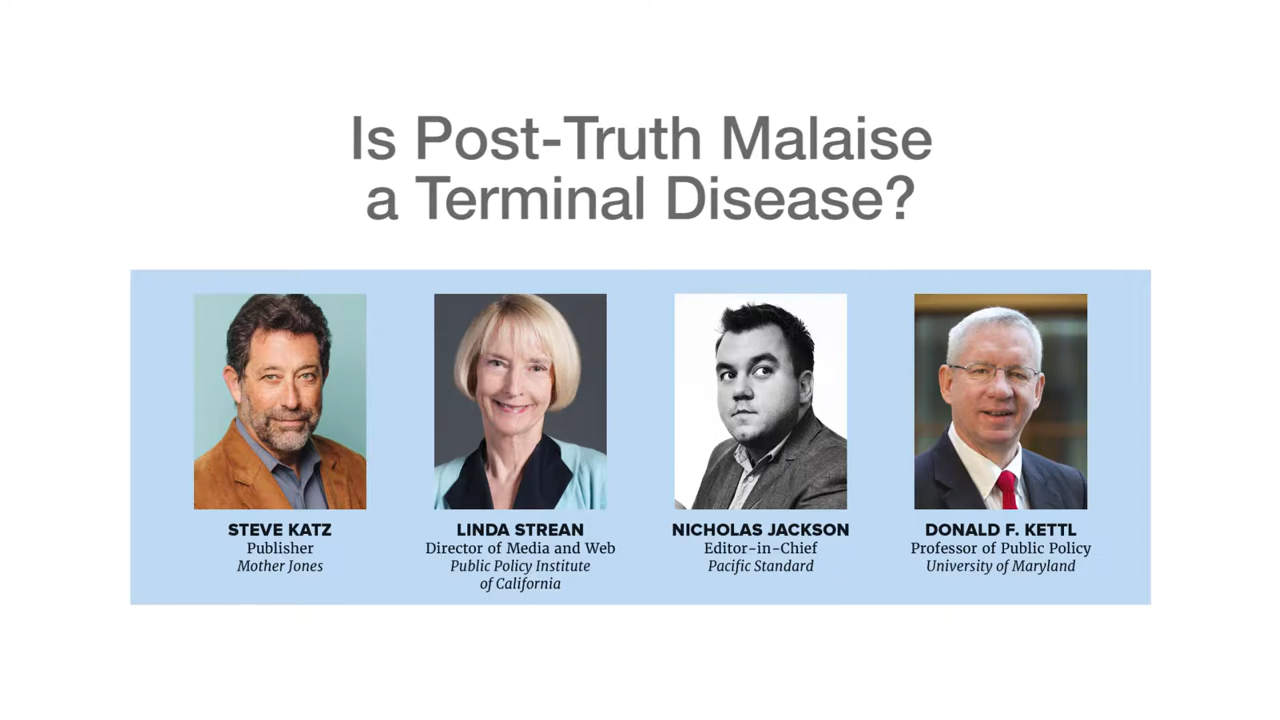 Is Post-Truth Malaise
a Terminal Disease?
STEVE KATZ
Publisher
Mother Jones
LINDA STREAN
Director of Media and Web
Public Policy Institute
of California
NICHOLAS JACKSON
Editor-in-Chief
Pacific Standard
DONALD F. KETTL
Professor of Public Policy
University of Maryland